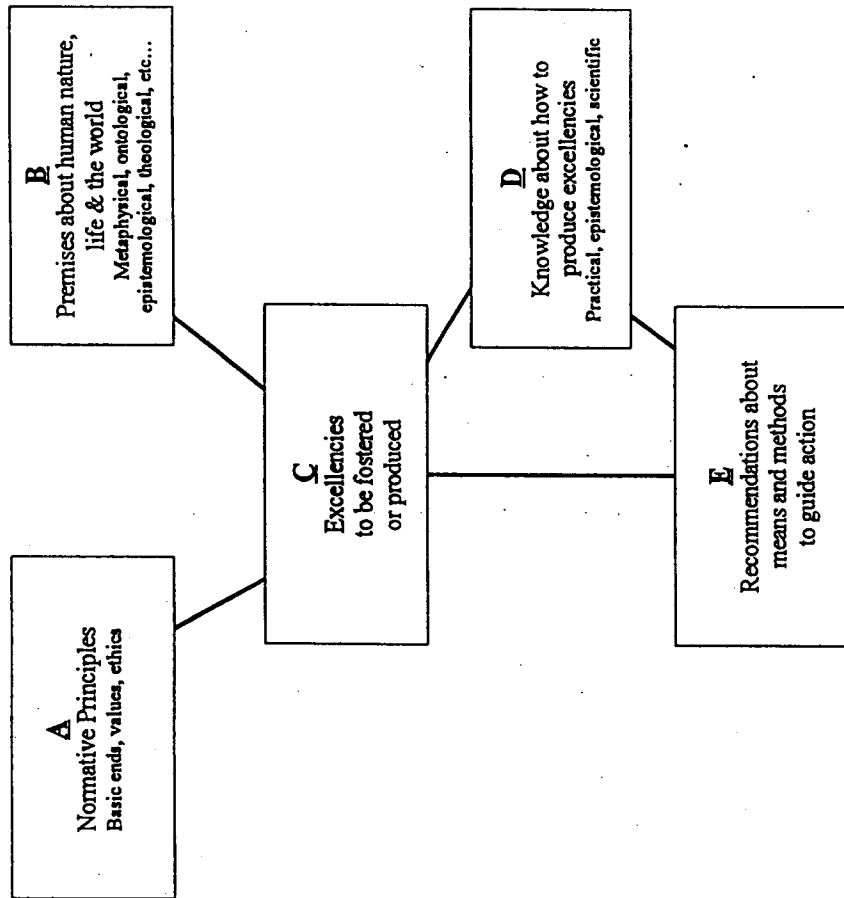 A
Normative Principles
Basic ends, values, ethics
B
Premises about human nature,
life & the world
Metaphysical, ontological,
epistemological, theological, etc...
C
Excellencies
to be fostered
or produced
D
Knowledge about how to
produce excellencies
Practical, epistemological, scientific
E
Recommendations about
means and methods
to guide action